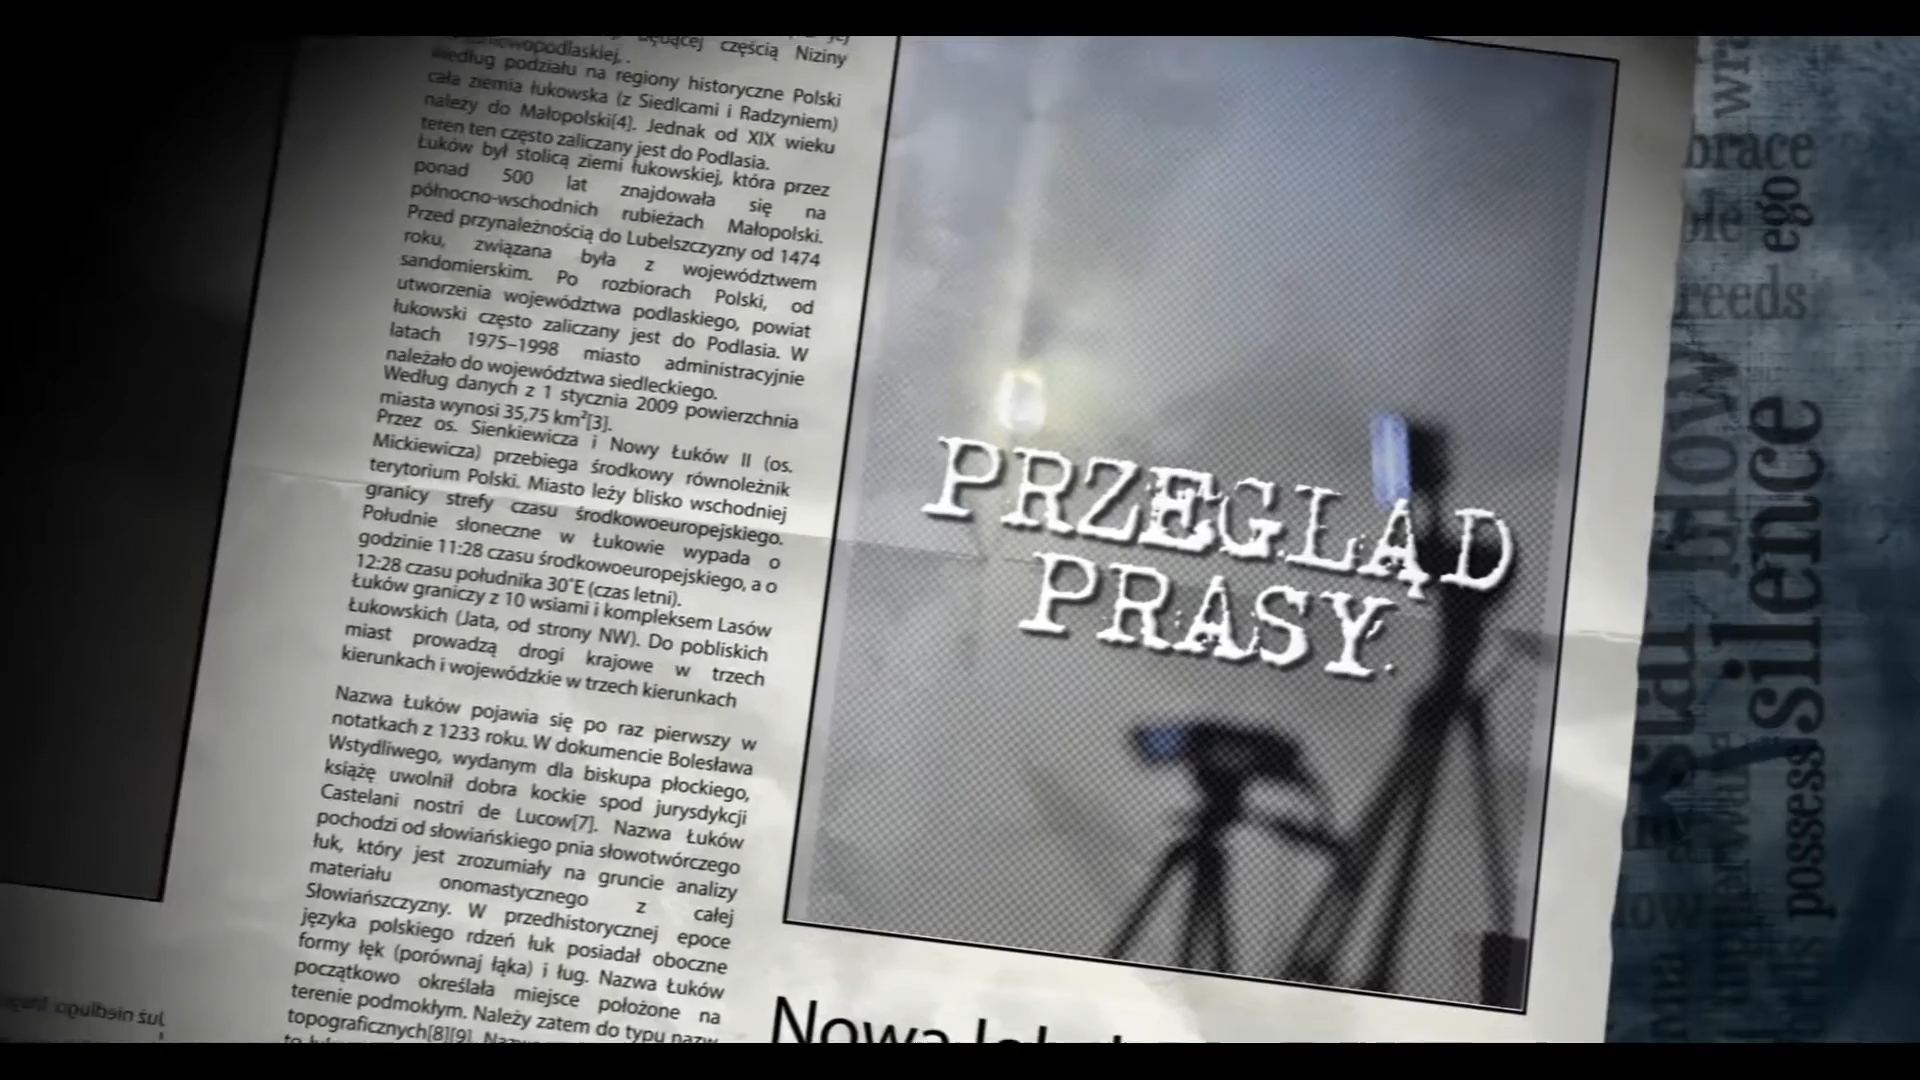 będącej częścią Niziny
według podziału na regiony historyczne Polski
cała ziemia łukowska (z Siedlcami i Radzyniem)
należy do Małopolski[4]. Jednak od XIX wieku
teren ten często zaliczany jest do Podlasia.
Łuków był stolicą ziemi łukowskiej, która przez
ponad 500 lat znajdowała się na
północno-wschodnich rubieżach Małopolski.
Przed przynależnością do Lubelszczyzny od 1474
roku, związana była z województwem
sandomierskim. Po rozbiorach Polski, od
utworzenia województwa podlaskiego, powiat
łukowski często zaliczany jest do Podlasia. W
latach 1975–1998 miasto administracyjnie
należało do województwa siedleckiego.
Według danych z 1 stycznia 2009 powierzchnia
miasta wynosi 35,75 km²[3].
Przez os. Sienkiewicza i Nowy Łuków II (os.
Mickiewicza) przebiega środkowy równoleżnik
terytorium Polski. Miasto leży blisko wschodniej
granicy strefy czasu środkowoeuropejskiego.
Południe słoneczne w Łukowie wypada o
godzinie 11:28 czasu środkowoeuropejskiego, a o
12:28 czasu południka 30°E (czas letni).
Łuków graniczy z 10 wsiami i kompleksem Lasów
Łukowskich (Jata, od strony NW). Do pobliskich
miast prowadzą drogi krajowe w trzech
kierunkach i wojewódzkie w trzech kierunkach
Nazwa Łuków pojawia się po raz pierwszy w
notatkach z 1233 roku. W dokumencie Bolesława
Wstydliwego, wydanym dla biskupa płockiego,
książę uwolnił dobra kockie spod jurysdykcji
Castelani nostri de Lucow[7]. Nazwa Łuków
pochodzi od słowiańskiego pnia słowotwórczego
łuk, który jest zrozumiały na gruncie analizy
materiału onomastycznego z całej
Słowiańszczyzny. W przedhistorycznej epoce
języka polskiego rdzeń łuk posiadał oboczne
formy łęk (porównaj łąka) i ług. Nazwa Łuków
początkowo określała miejsce położone na
terenie podmokłym. Należy zatem do typu nazw
topograficznych[8][9].
PRZEGLĄD
PRASY.
Nowa
brace
ego
reeds
blow
silence
possess